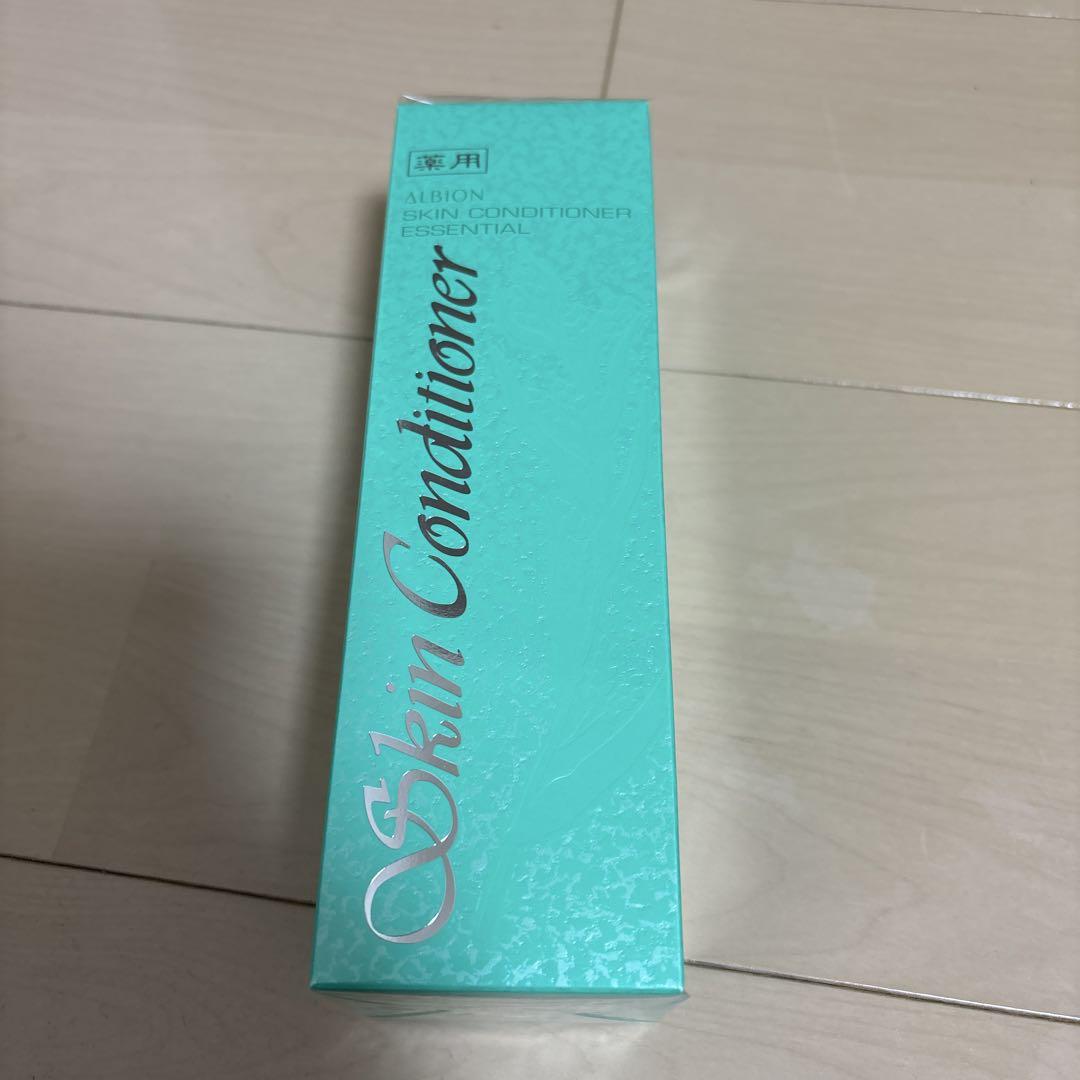 薬用
ALBION
SKIN CONDITIONER
ESSENTIAL
Skin Conditioner